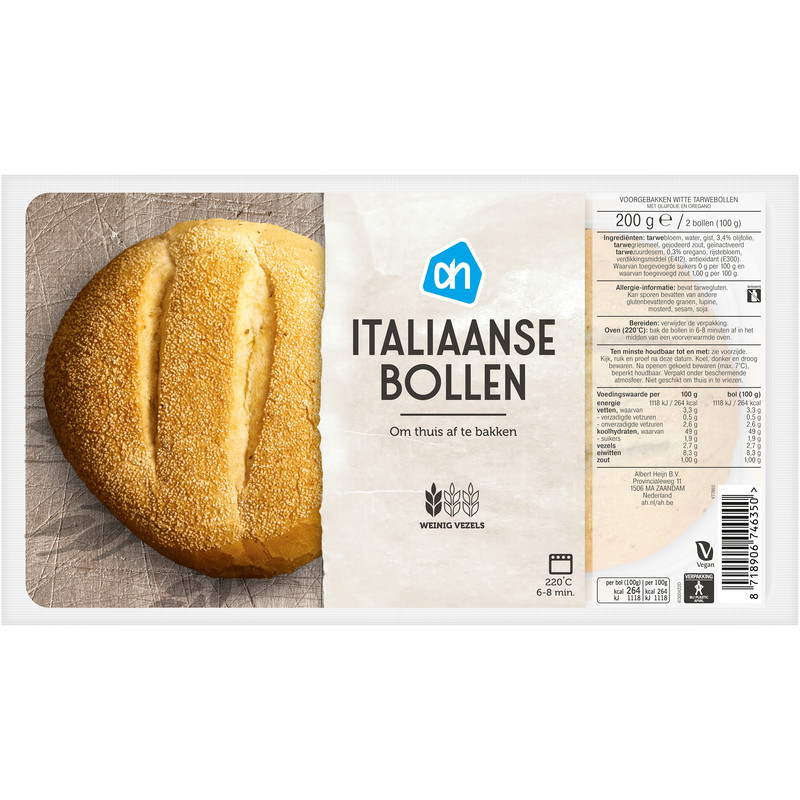 ah
ITALIAANSE
BOLLEN
Om thuis af te bakken
WEINIG VEZELS
220°C
6-8 min.
VOORGEBAKKEN WITTE TARWEBOLLEN
MET OLIJFOLIE EN OREGANO
200 g e / 2 bollen (100 g)
Ingrediënten: tarwebloem, water, gist, 3,4% olijfolie,
tarwegriesmeel, gejodeerd zout, geïnactiveerd
tarwezuurdesem, 0,3% oregano, rijstebloem,
verdikkingsmiddel (E412), antioxidant (E300).
Waarvan toegevoegde suikers 0 g per 100 g en
waarvan toegevoegd zout 1,00 g per 100 g.
Allergie-informatie: bevat tarwegluten.
Kan sporen bevatten van andere
glutenbevattende granen, lupine,
mosterd, sesam, soja.
Bereiden: verwijder de verpakking.
Oven (220°C): bak de bollen in 6-8 minuten af in het
midden van een voorverwarmde oven.
Ten minste houdbaar tot en met: zie voorzijde.
Kijk, ruik en proef na deze datum. Koel, donker en droog
bewaren. Na openen gekoeld bewaren (max. 7°C),
beperkt houdbaar. Verpakt onder beschermende
atmosfeer. Niet geschikt om thuis in te vriezen.
Voedingswaarde per 100 g bol (100 g)
energie 1118 kJ / 264 kcal 1118 kJ / 264 kcal
vetten, waarvan 3,3 g 3,3 g
- verzadigde vetzuren 0,5 g 0,5 g
- onverzadigde vetzuren 2,6 g 2,6 g
koolhydraten, waarvan 49 g 49 g
- suikers 1,9 g 1,9 g
vezels 2,7 g 2,7 g
eiwitten 8,3 g 8,3 g
zout 1,00 g 1,00 g
Albert Heijn B.V.
Provincialeweg 11
1506 MA ZAANDAM
Nederland
ah.nl/ah.be
Vegan
per bol (100g) per 100g
kcal 264 kcal 264
kJ 1118 kJ 1118
VERPAKKING
BIJ PLASTIC
AFVAL
8 718906 746350 >